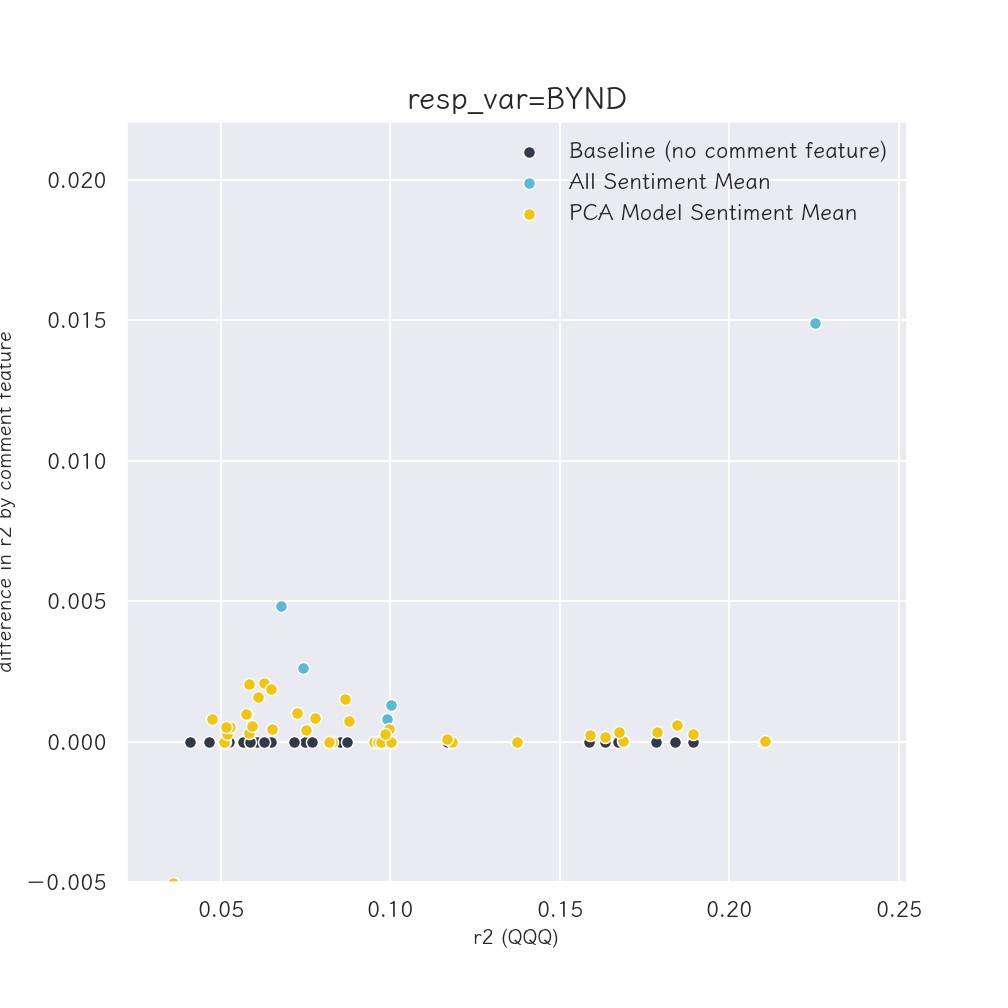 resp_var=BYND
Baseline (no comment feature)
All Sentiment Mean
PCA Model Sentiment Mean
0.020
0.015
0.010
0.005
0.000
−0.005
difference in r2 by comment feature
0.05
0.10
0.15
0.20
0.25
r2 (QQQ)